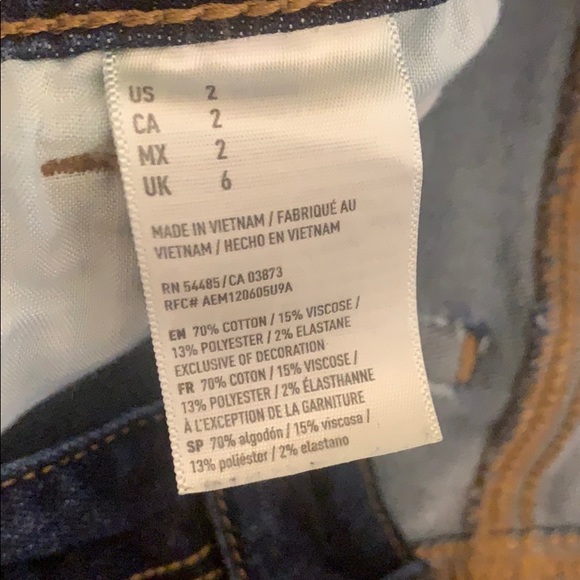 US 2
CA 2
MX 2
UK 6
MADE IN VIETNAM / FABRIQUÉ AU
VIETNAM / HECHO EN VIETNAM
RN 54485 / CA 03873
RFC# AEM120605U9A
EN 70% COTTON / 15% VISCOSE /
13% POLYESTER / 2% ELASTANE
EXCLUSIVE OF DECORATION
FR 70% COTON / 15% VISCOSE /
13% POLYESTER / 2% ÉLASTHANNE
À L'EXCEPTION DE LA GARNITURE
SP 70% algodón / 15% viscosa /
13% poliéster / 2% elastano